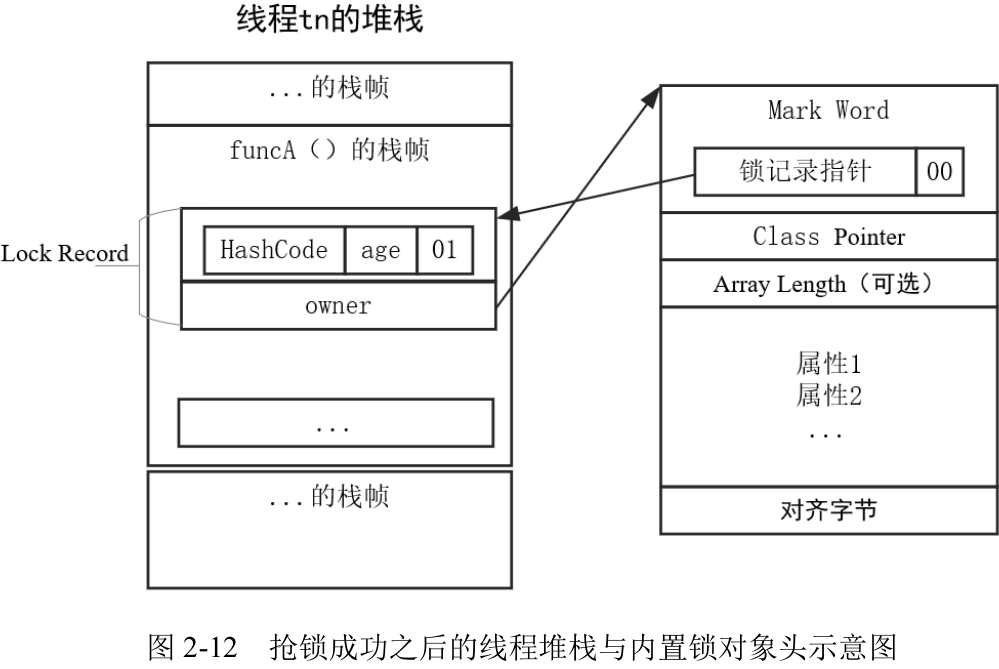 线程tn的堆栈
...的栈帧
funcA（）的栈帧
Lock Record
HashCode age 01
owner
...
...的栈帧
Mark Word
锁记录指针 00
Class Pointer
Array Length（可选）
属性1
属性2
...
对齐字节
图 2-12 抢锁成功之后的线程堆栈与内置锁对象头示意图